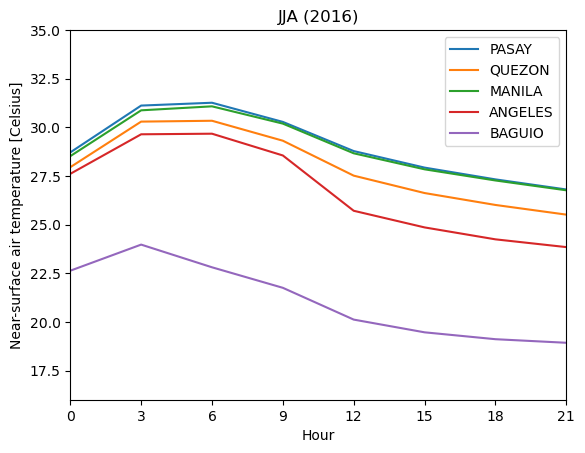 JJA (2016)
35.0
32.5
30.0
27.5
25.0
22.5
20.0
17.5
Near-surface air temperature [Celsius]
PASAY
QUEZON
MANILA
ANGELES
BAGUIO
0 3 6 9 12 15 18 21
Hour